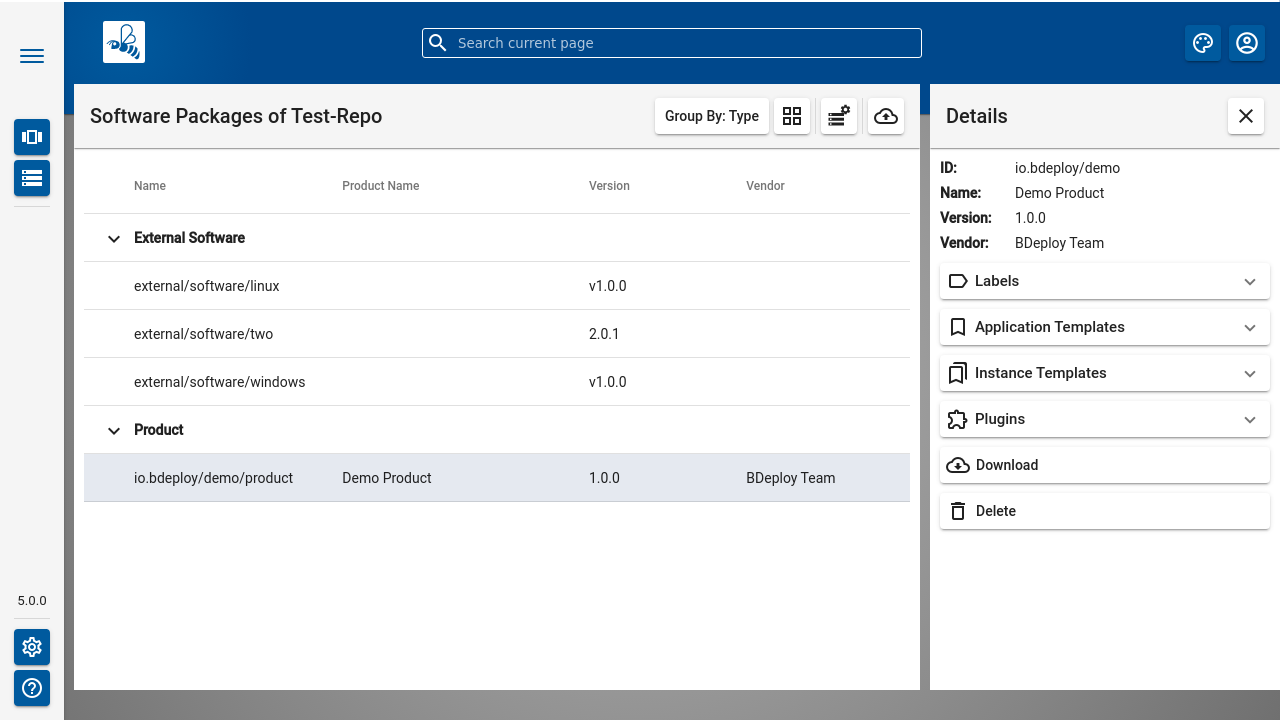 Search current page
Software Packages of Test-Repo
Group By: Type
Details
Name Product Name Version Vendor
External Software
external/software/linux v1.0.0
external/software/two 2.0.1
external/software/windows v1.0.0
Product
io.bdeploy/demo/product Demo Product 1.0.0 BDeploy Team
ID: io.bdeploy/demo
Name: Demo Product
Version: 1.0.0
Vendor: BDeploy Team
Labels
Application Templates
Instance Templates
Plugins
Download
Delete
5.0.0